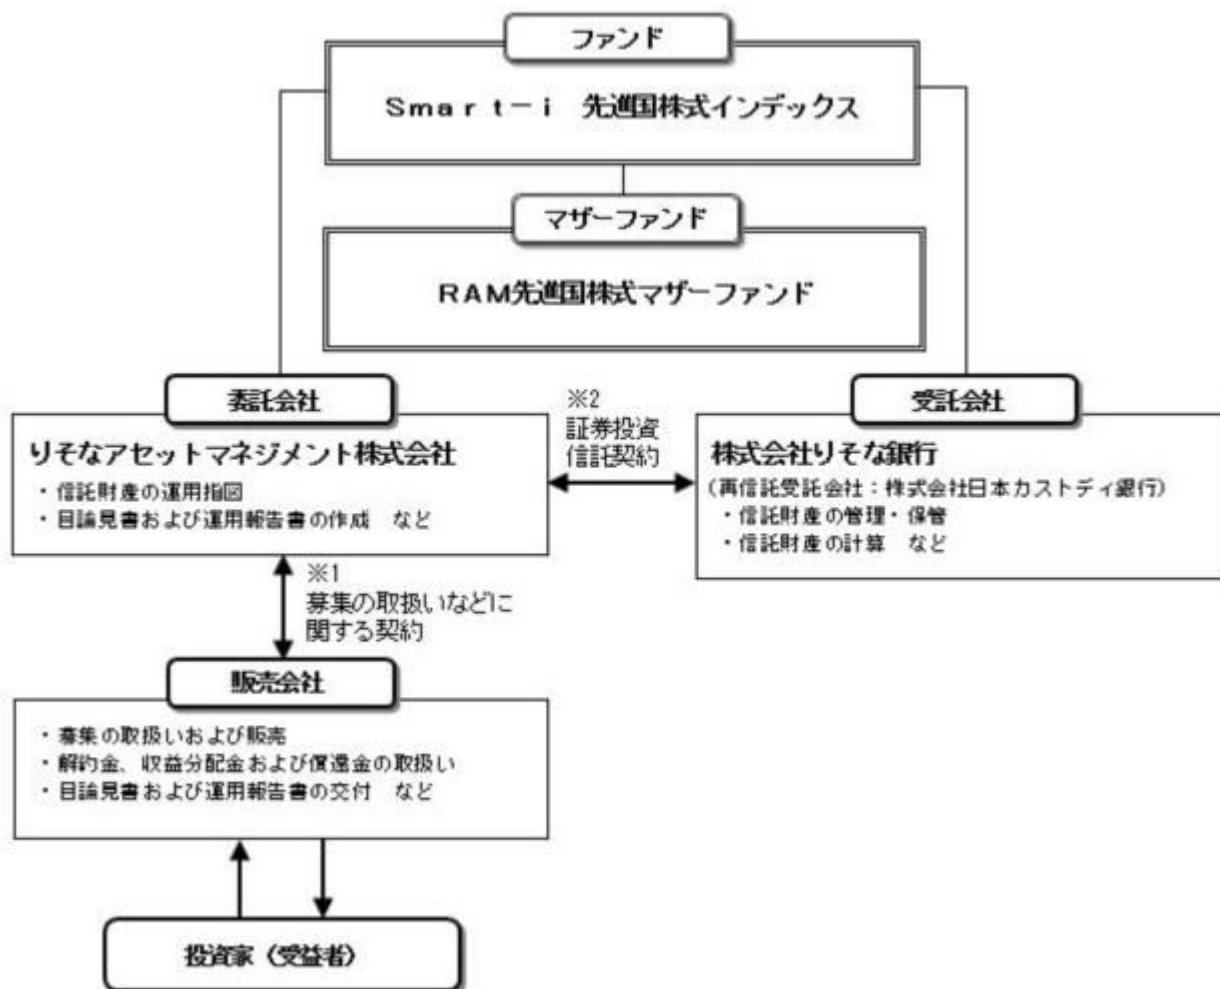 ファンド
Smart－i　先進国株式インデックス
マザーファンド
RAM先進国株式マザーファンド
委託会社
りそなアセットマネジメント株式会社
・信託財産の運用指図
・目論見書および運用報告書の作成　など
※2
証券投資
信託契約
受託会社
株式会社りそな銀行
（再信託受託会社：株式会社日本カストディ銀行）
・信託財産の管理・保管
・信託財産の計算　など
※1
募集の取扱いなどに
関する契約
販売会社
・募集の取扱いおよび販売
・解約金、収益分配金および償還金の取扱い
・目論見書および運用報告書の交付　など
投資家（受益者）